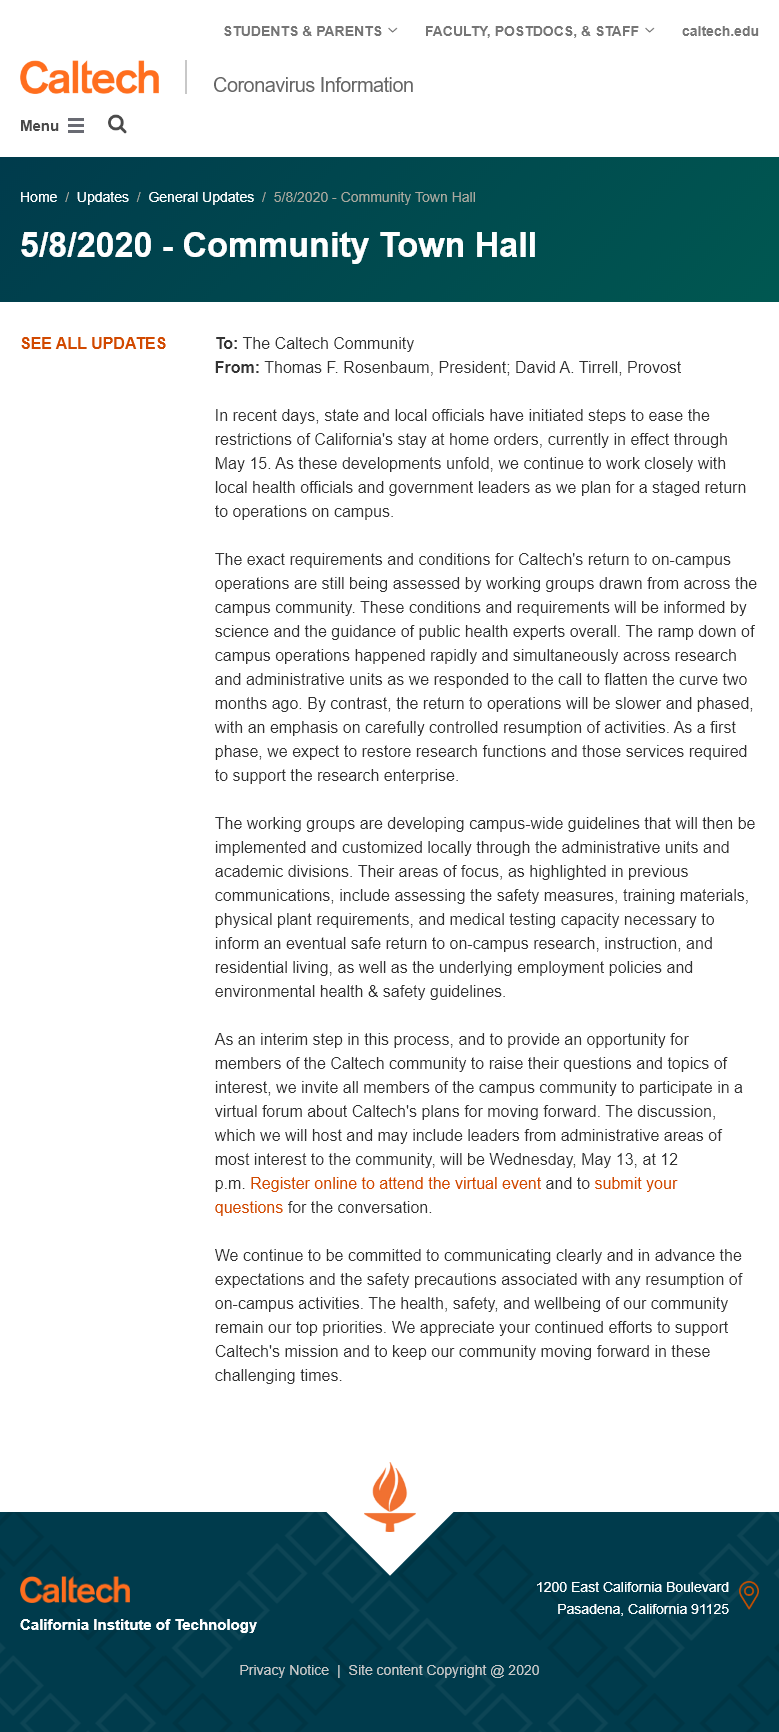 STUDENTS & PARENTS
FACULTY, POSTDOCS, & STAFF
caltech.edu
Caltech
Coronavirus Information
Menu
Home / Updates / General Updates / 5/8/2020 - Community Town Hall
5/8/2020 - Community Town Hall
SEE ALL UPDATES
To: The Caltech Community
From: Thomas F. Rosenbaum, President; David A. Tirrell, Provost
In recent days, state and local officials have initiated steps to ease the
restrictions of California's stay at home orders, currently in effect through
May 15. As these developments unfold, we continue to work closely with
local health officials and government leaders as we plan for a staged return
to operations on campus.
The exact requirements and conditions for Caltech's return to on-campus
operations are still being assessed by working groups drawn from across the
campus community. These conditions and requirements will be informed by
science and the guidance of public health experts overall. The ramp down of
campus operations happened rapidly and simultaneously across research
and administrative units as we responded to the call to flatten the curve two
months ago. By contrast, the return to operations will be slower and phased,
with an emphasis on carefully controlled resumption of activities. As a first
phase, we expect to restore research functions and those services required
to support the research enterprise.
The working groups are developing campus-wide guidelines that will then be
implemented and customized locally through the administrative units and
academic divisions. Their areas of focus, as highlighted in previous
communications, include assessing the safety measures, training materials,
physical plant requirements, and medical testing capacity necessary to
inform an eventual safe return to on-campus research, instruction, and
residential living, as well as the underlying employment policies and
environmental health & safety guidelines.
As an interim step in this process, and to provide an opportunity for
members of the Caltech community to raise their questions and topics of
interest, we invite all members of the campus community to participate in a
virtual forum about Caltech's plans for moving forward. The discussion,
which we will host and may include leaders from administrative areas of
most interest to the community, will be Wednesday, May 13, at 12
p.m. Register online to attend the virtual event and to submit your
questions for the conversation.
We continue to be committed to communicating clearly and in advance the
expectations and the safety precautions associated with any resumption of
on-campus activities. The health, safety, and wellbeing of our community
remain our top priorities. We appreciate your continued efforts to support
Caltech's mission and to keep our community moving forward in these
challenging times.
Caltech
California Institute of Technology
1200 East California Boulevard
Pasadena, California 91125
Privacy Notice | Site content Copyright @ 2020